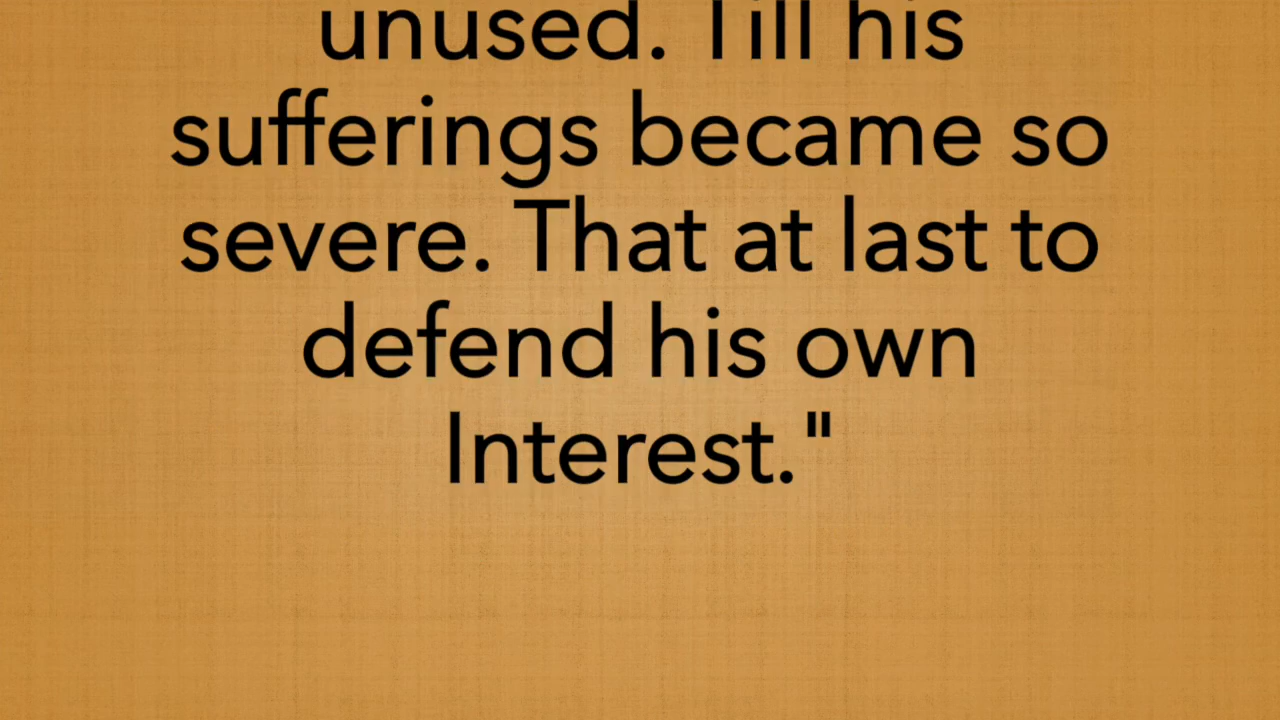 unused. Till his
sufferings became so
severe. That at last to
defend his own
Interest."